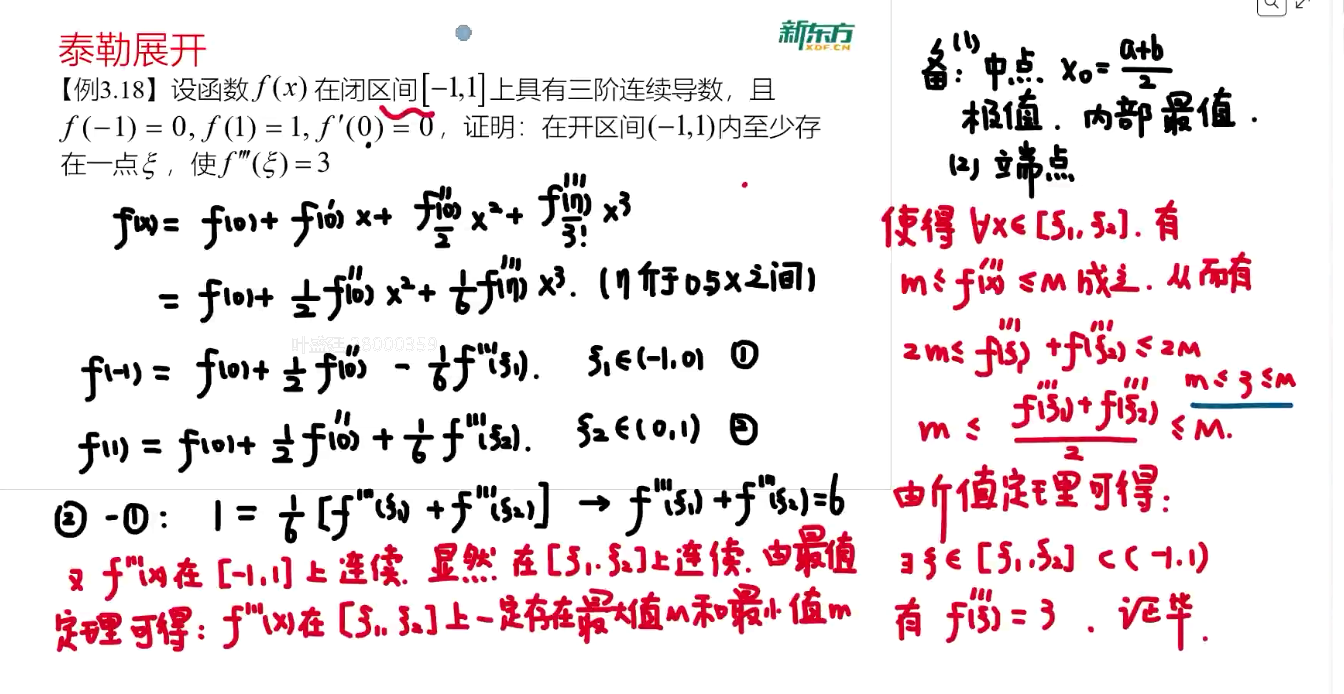 泰勒展开
新东方
XDF.CN
【例3.18】设函数 f(x) 在闭区间[−1,1]上具有三阶连续导数，且
f(−1) = 0, f(1) = 1, f′(0) = 0，证明：在开区间(−1,1)内至少存
在一点ξ，使f‴(ξ) = 3
f(x) = f(0) + f′(0) x + f″(0)/2 x² + f‴(η)/3! x³
= f(0) + 1/2 f″(0) x² + 1/6 f‴(η) x³. (η介于0与x之间)
f(-1) = f(0) + 1/2 f″(0) - 1/6 f‴(ξ₁). ξ₁∈(-1,0) ①
f(1) = f(0) + 1/2 f″(0) + 1/6 f‴(ξ₂). ξ₂∈(0,1) ②
② - ①: 1 = 1/6 [f‴(ξ₁) + f‴(ξ₂)] → f‴(ξ₁) + f‴(ξ₂) = 6
又 f‴(x)在 [-1,1] 上连续. 显然在[ξ₁,ξ₂]上连续. 由最值
定理可得: f‴(x)在 [ξ₁,ξ₂]上一定存在最大值M和最小值m
备: (1) 中点 x₀ = (a+b)/2
极值. 内部最值.
(2) 端点
使得 ∀x∈[ξ₁,ξ₂]. 有
m ≤ f‴(x) ≤ M 成立. 从而有
2m ≤ f‴(ξ₁) + f‴(ξ₂) ≤ 2M
m ≤ 3 ≤ M
m ≤ (f‴(ξ₁) + f‴(ξ₂))/2 ≤ M.
由介值定理可得:
∃ξ∈[ξ₁,ξ₂] ⊂ (-1,1)
有 f‴(ξ) = 3. 证毕.